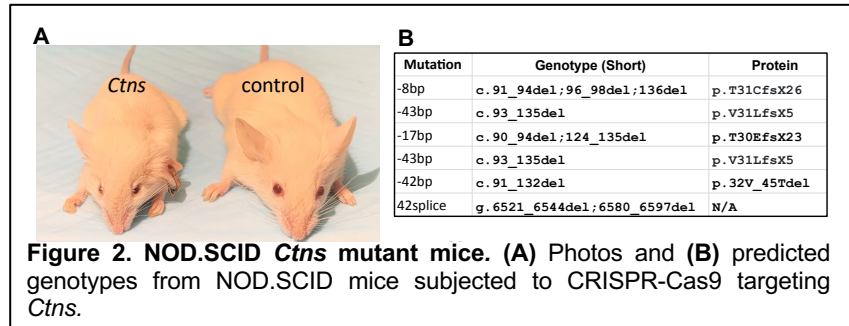 A
B
Ctns
control
Mutation Genotype (Short) Protein
-8bp c.91_94del;96_98del;136del p.T31CfsX26
-43bp c.93_135del p.V31LfsX5
-17bp c.90_94del;124_135del p.T30EfsX23
-43bp c.93_135del p.V31LfsX5
-42bp c.91_132del p.32V_45Tdel
42splice g.6521_6544del;6580_6597del N/A
Figure 2. NOD.SCID Ctns mutant mice. (A) Photos and (B) predicted
genotypes from NOD.SCID mice subjected to CRISPR-Cas9 targeting
Ctns.